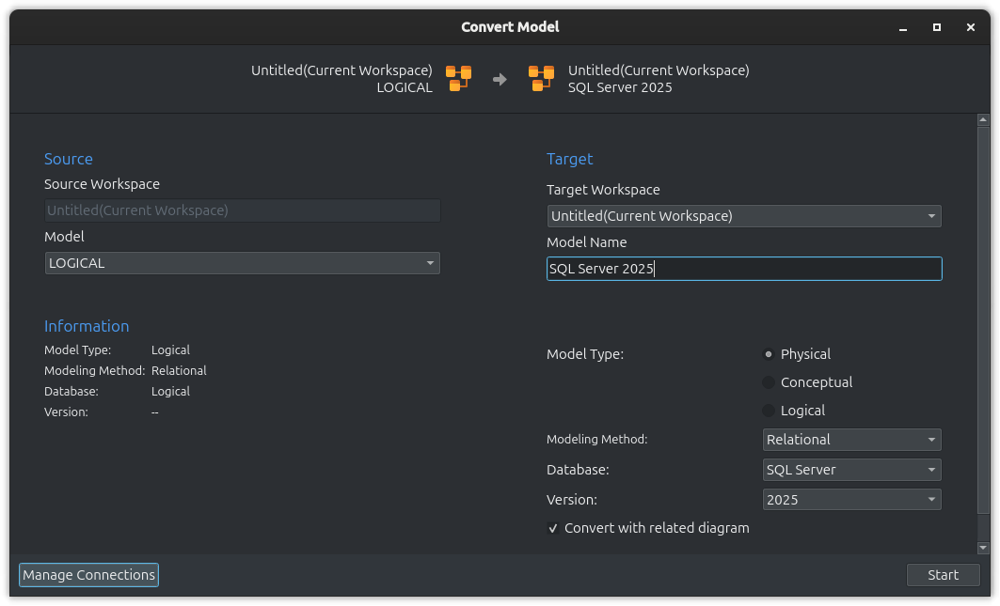 Convert Model
Untitled(Current Workspace)
LOGICAL
Untitled(Current Workspace)
SQL Server 2025
Source
Source Workspace
Untitled(Current Workspace)
Model
LOGICAL
Information
Model Type: Logical
Modeling Method: Relational
Database: Logical
Version: --
Target
Target Workspace
Untitled(Current Workspace)
Model Name
SQL Server 2025
Model Type: Physical
Conceptual
Logical
Modeling Method: Relational
Database: SQL Server
Version: 2025
Convert with related diagram
Manage Connections
Start